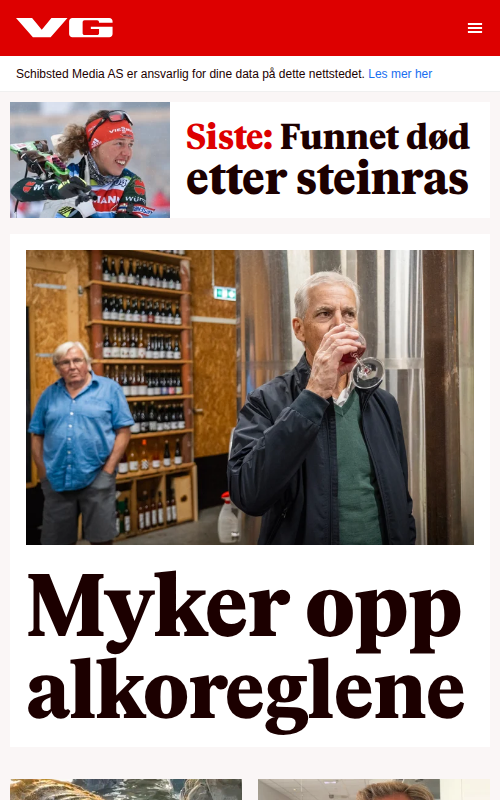 VG
Schibsted Media AS er ansvarlig for dine data på dette nettstedet. Les mer her
Siste: Funnet død
etter steinras
Myker opp
alkoreglene